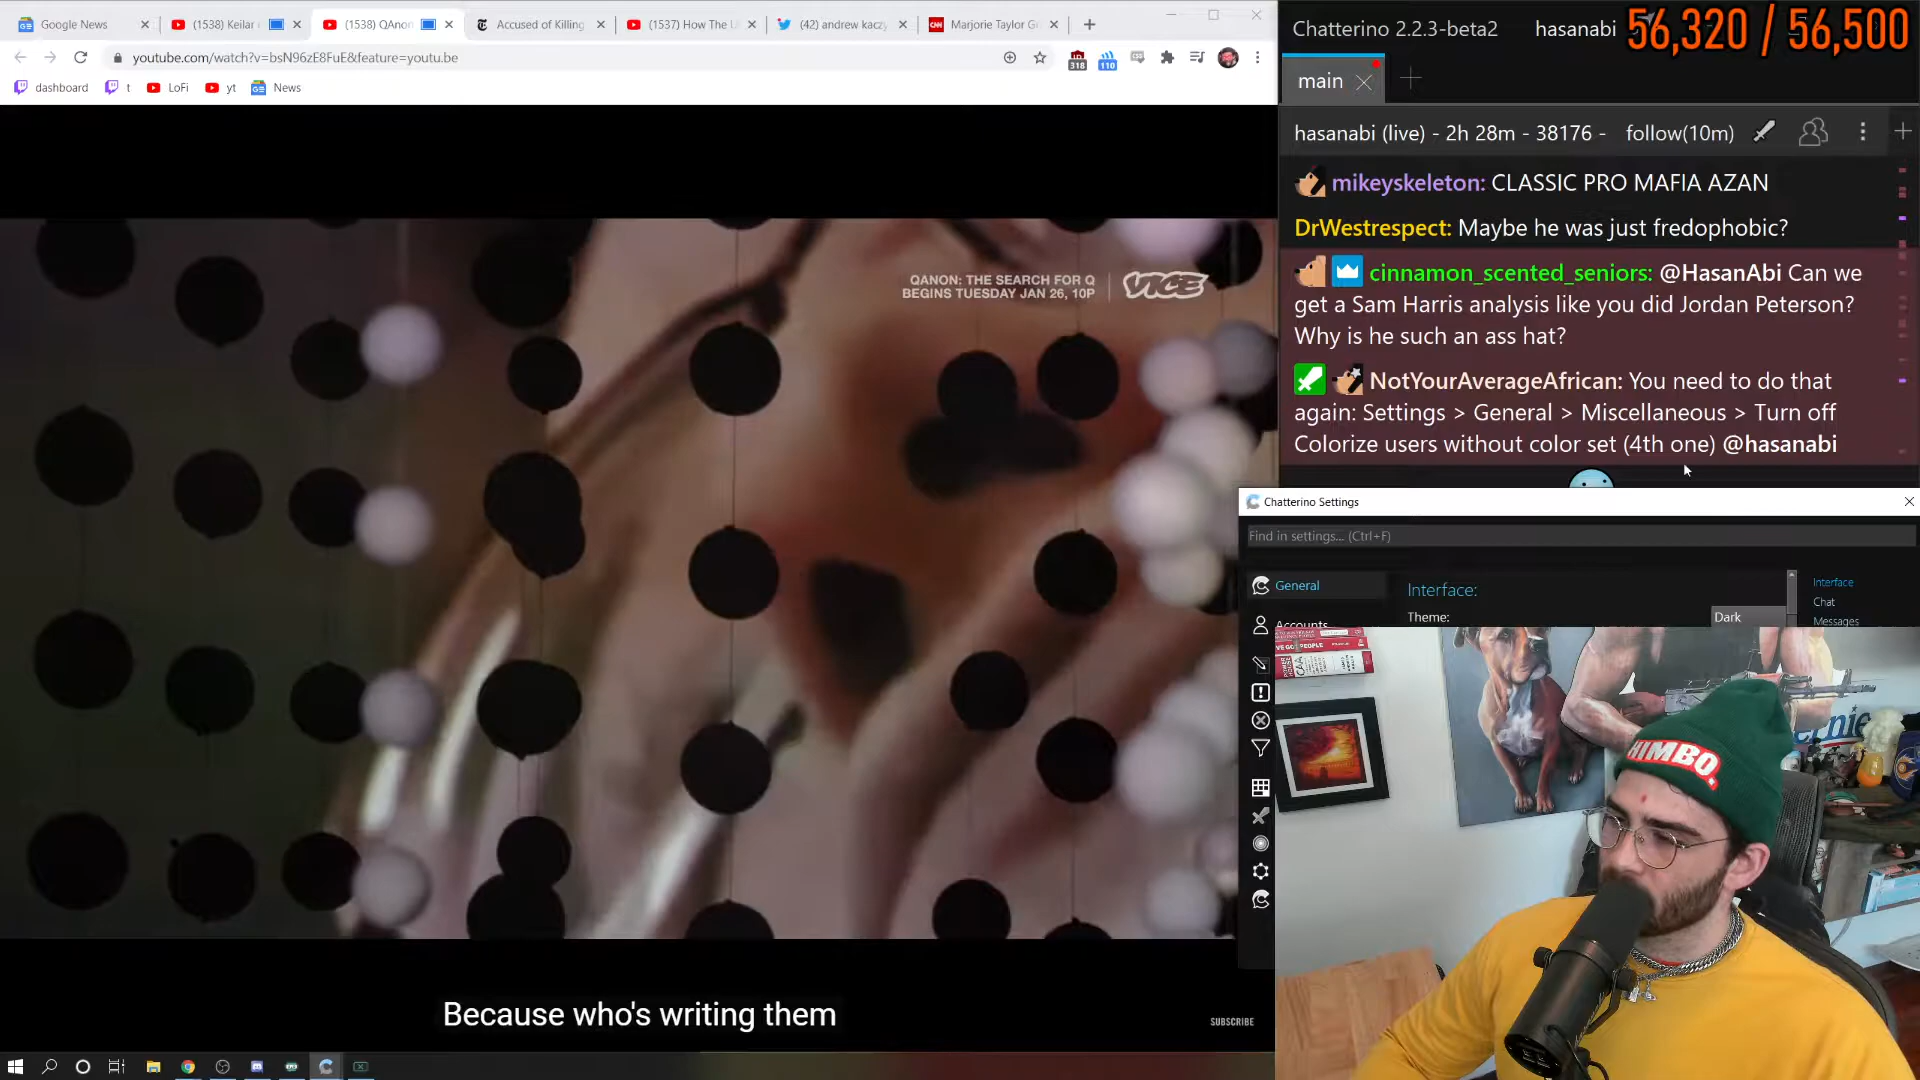 Google News
(1538) Keilar
(1538) QAnon
Accused of Killing
(1537) How The U
(42) andrew kaczy
Marjorie Taylor G
youtube.com/watch?v=bsN96zE8FuE&feature=youtu.be
318
110
dashboard
t
LoFi
yt
News
Chatterino 2.2.3-beta2
hasanabi
56,320 / 56,500
main
hasanabi (live) - 2h 28m - 38176 - follow(10m)
mikeyskeleton: CLASSIC PRO MAFIA AZAN
DrWestrespect: Maybe he was just fredophobic?
cinnamon_scented_seniors: @HasanAbi Can we
get a Sam Harris analysis like you did Jordan Peterson?
Why is he such an ass hat?
NotYourAverageAfrican: You need to do that
again: Settings > General > Miscellaneous > Turn off
Colorize users without color set (4th one) @hasanabi
QANON: THE SEARCH FOR Q
BEGINS TUESDAY JAN 26, 10P
VICE
Chatterino Settings
Find in settings... (Ctrl+F)
General
Interface:
Interface
Chat
Theme:
Dark
Accounts
Messages
PEOPLE
CAA
HIMBO.
Because who's writing them
SUBSCRIBE